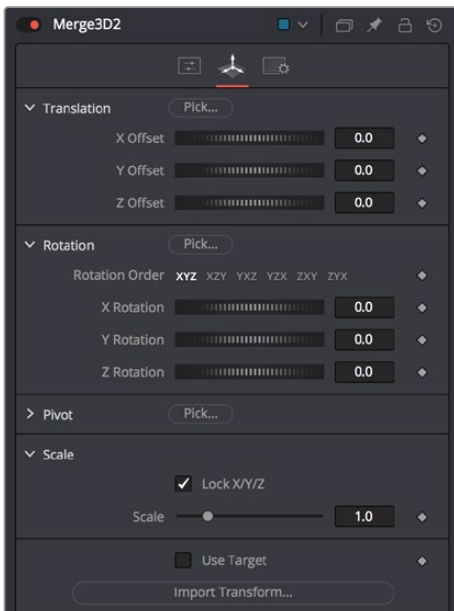 Merge3D2
Translation Pick...
X Offset 0.0
Y Offset 0.0
Z Offset 0.0
Rotation Pick...
Rotation Order XYZ XZY YXZ YZX ZXY ZYX
X Rotation 0.0
Y Rotation 0.0
Z Rotation 0.0
Pivot Pick...
Scale
Lock X/Y/Z
Scale 1.0
Use Target
Import Transform...